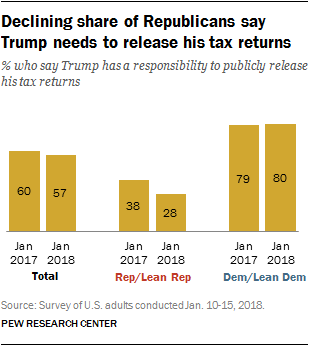 Declining share of Republicans say
Trump needs to release his tax returns
% who say Trump has a responsibility to publicly release
his tax returns
60
57
38
28
79
80
Jan Jan Jan Jan Jan Jan
2017 2018 2017 2018 2017 2018
Total Rep/Lean Rep Dem/Lean Dem
Source: Survey of U.S. adults conducted Jan. 10-15, 2018.
PEW RESEARCH CENTER